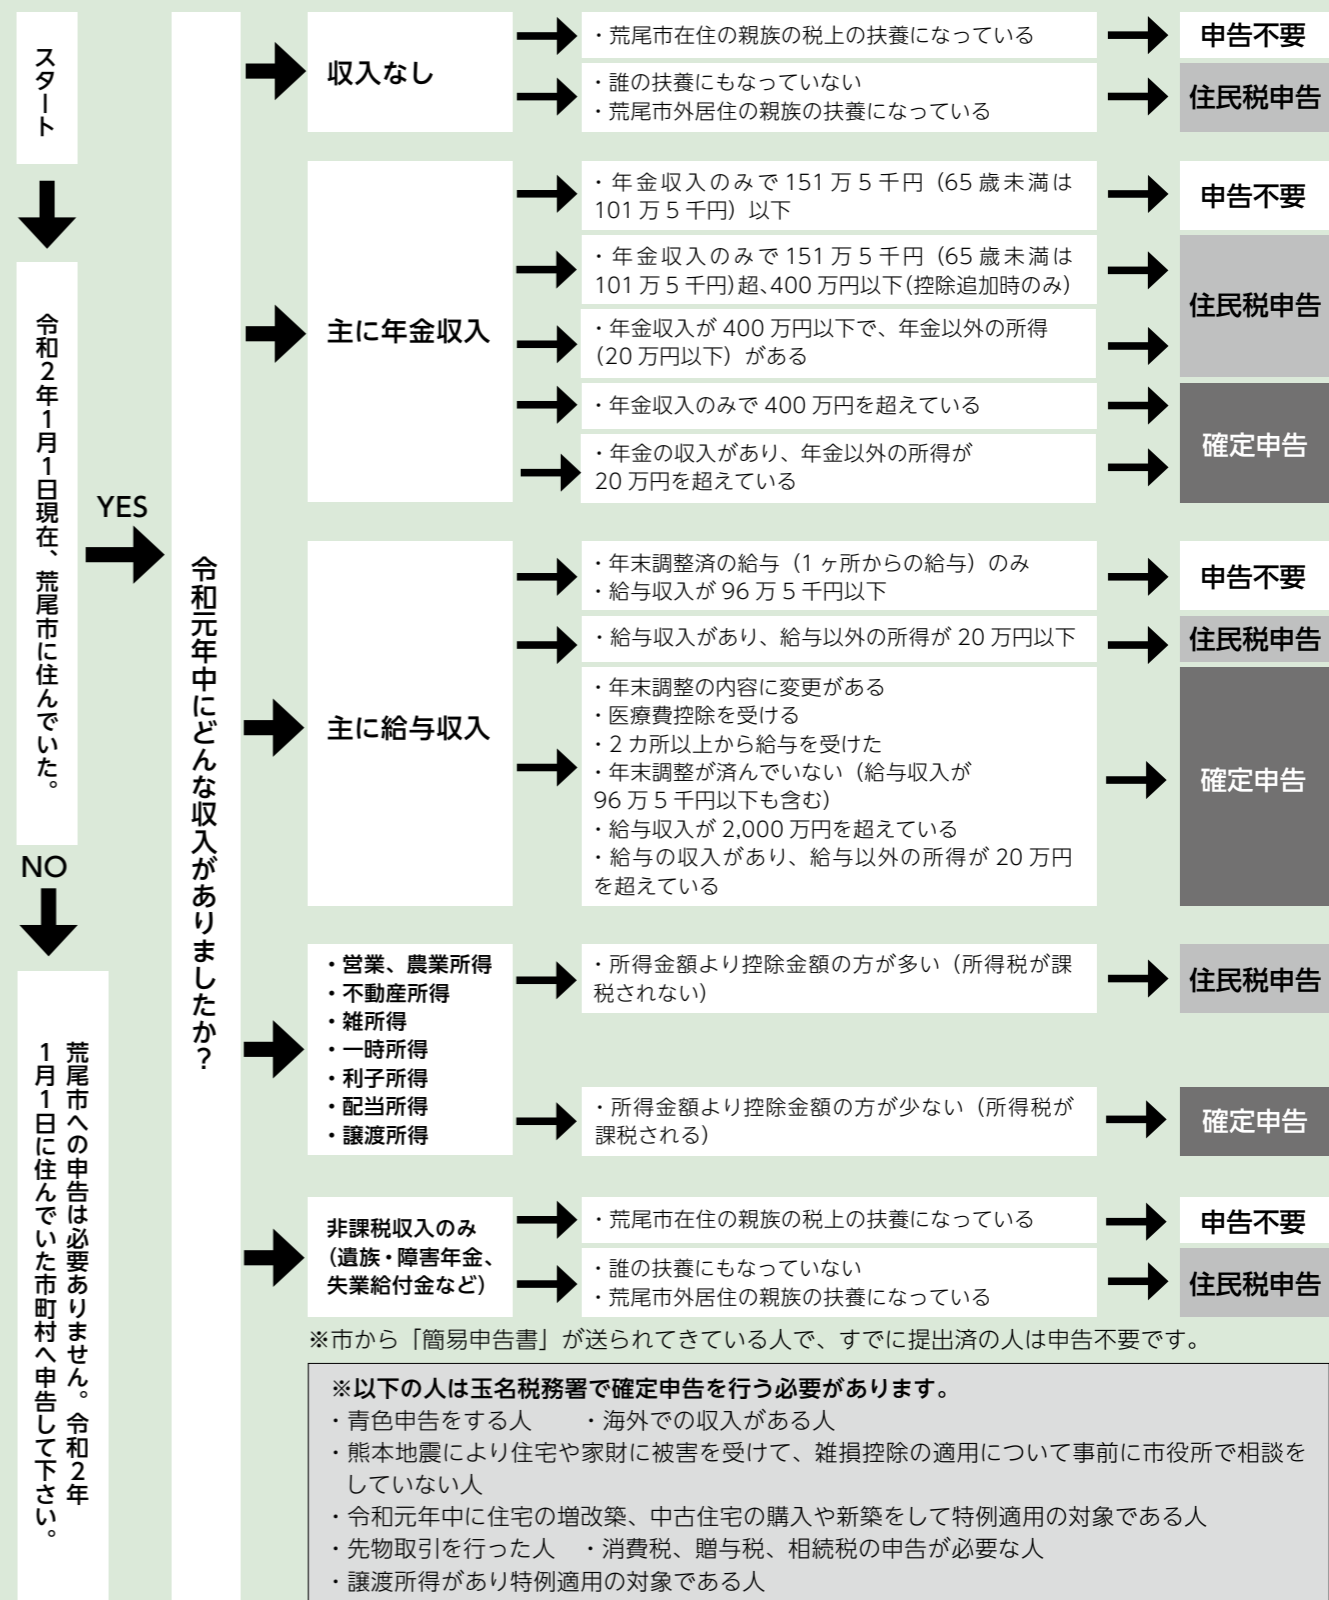 スタート
令和2年1月1日現在、荒尾市に住んでいた。
YES
NO
荒尾市への申告は必要ありません。令和2年
1月1日に住んでいた市町村へ申告して下さい。
令和元年中にどんな収入がありましたか？
収入なし
・荒尾市在住の親族の税上の扶養になっている
申告不要
・誰の扶養にもなっていない
・荒尾市外居住の親族の扶養になっている
住民税申告
主に年金収入
・年金収入のみで151万5千円（65歳未満は
101万5千円）以下
申告不要
・年金収入のみで151万5千円（65歳未満は
101万5千円）超、400万円以下（控除追加時のみ）
・年金収入が400万円以下で、年金以外の所得
（20万円以下）がある
住民税申告
・年金収入のみで400万円を超えている
・年金の収入があり、年金以外の所得が
20万円を超えている
確定申告
主に給与収入
・年末調整済の給与（1ヶ所からの給与）のみ
・給与収入が96万5千円以下
申告不要
・給与収入があり、給与以外の所得が20万円以下
住民税申告
・年末調整の内容に変更がある
・医療費控除を受ける
・2カ所以上から給与を受けた
・年末調整が済んでいない（給与収入が
96万5千円以下も含む）
・給与収入が2,000万円を超えている
・給与の収入があり、給与以外の所得が20万円
を超えている
確定申告
・営業、農業所得
・不動産所得
・雑所得
・一時所得
・利子所得
・配当所得
・譲渡所得
・所得金額より控除金額の方が多い（所得税が課
税されない）
住民税申告
・所得金額より控除金額の方が少ない（所得税が
課税される）
確定申告
非課税収入のみ
（遺族・障害年金、
失業給付金など）
・荒尾市在住の親族の税上の扶養になっている
申告不要
・誰の扶養にもなっていない
・荒尾市外居住の親族の扶養になっている
住民税申告
※市から「簡易申告書」が送られてきている人で、すでに提出済の人は申告不要です。
※以下の人は玉名税務署で確定申告を行う必要があります。
・青色申告をする人　・海外での収入がある人
・熊本地震により住宅や家財に被害を受けて、雑損控除の適用について事前に市役所で相談を
していない人
・令和元年中に住宅の増改築、中古住宅の購入や新築をして特例適用の対象である人
・先物取引を行った人　・消費税、贈与税、相続税の申告が必要な人
・譲渡所得があり特例適用の対象である人